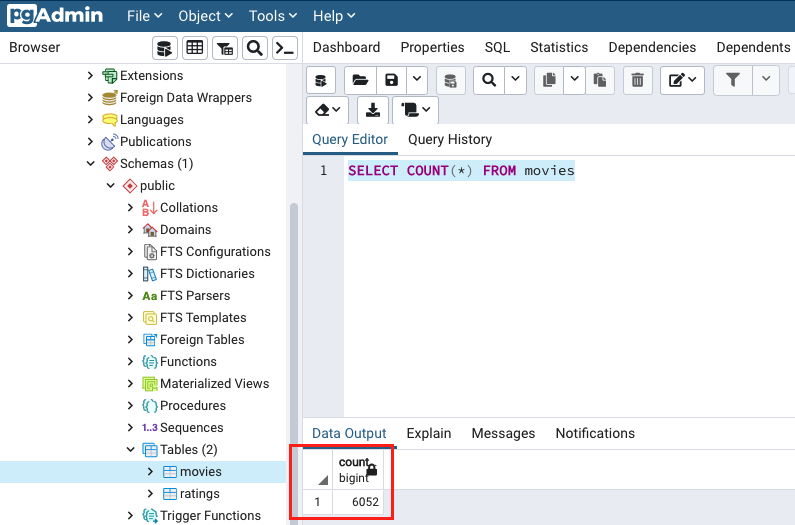 pgAdmin File Object Tools Help
Browser
Dashboard Properties SQL Statistics Dependencies Dependents
Extensions
Foreign Data Wrappers
Languages
Publications
Schemas (1)
public
Collations
Domains
FTS Configurations
FTS Dictionaries
Aa FTS Parsers
FTS Templates
Foreign Tables
Functions
Materialized Views
Procedures
1..3 Sequences
Tables (2)
movies
ratings
Trigger Functions
Query Editor Query History
1 SELECT COUNT(*) FROM movies
Data Output Explain Messages Notifications
count
bigint
1 6052